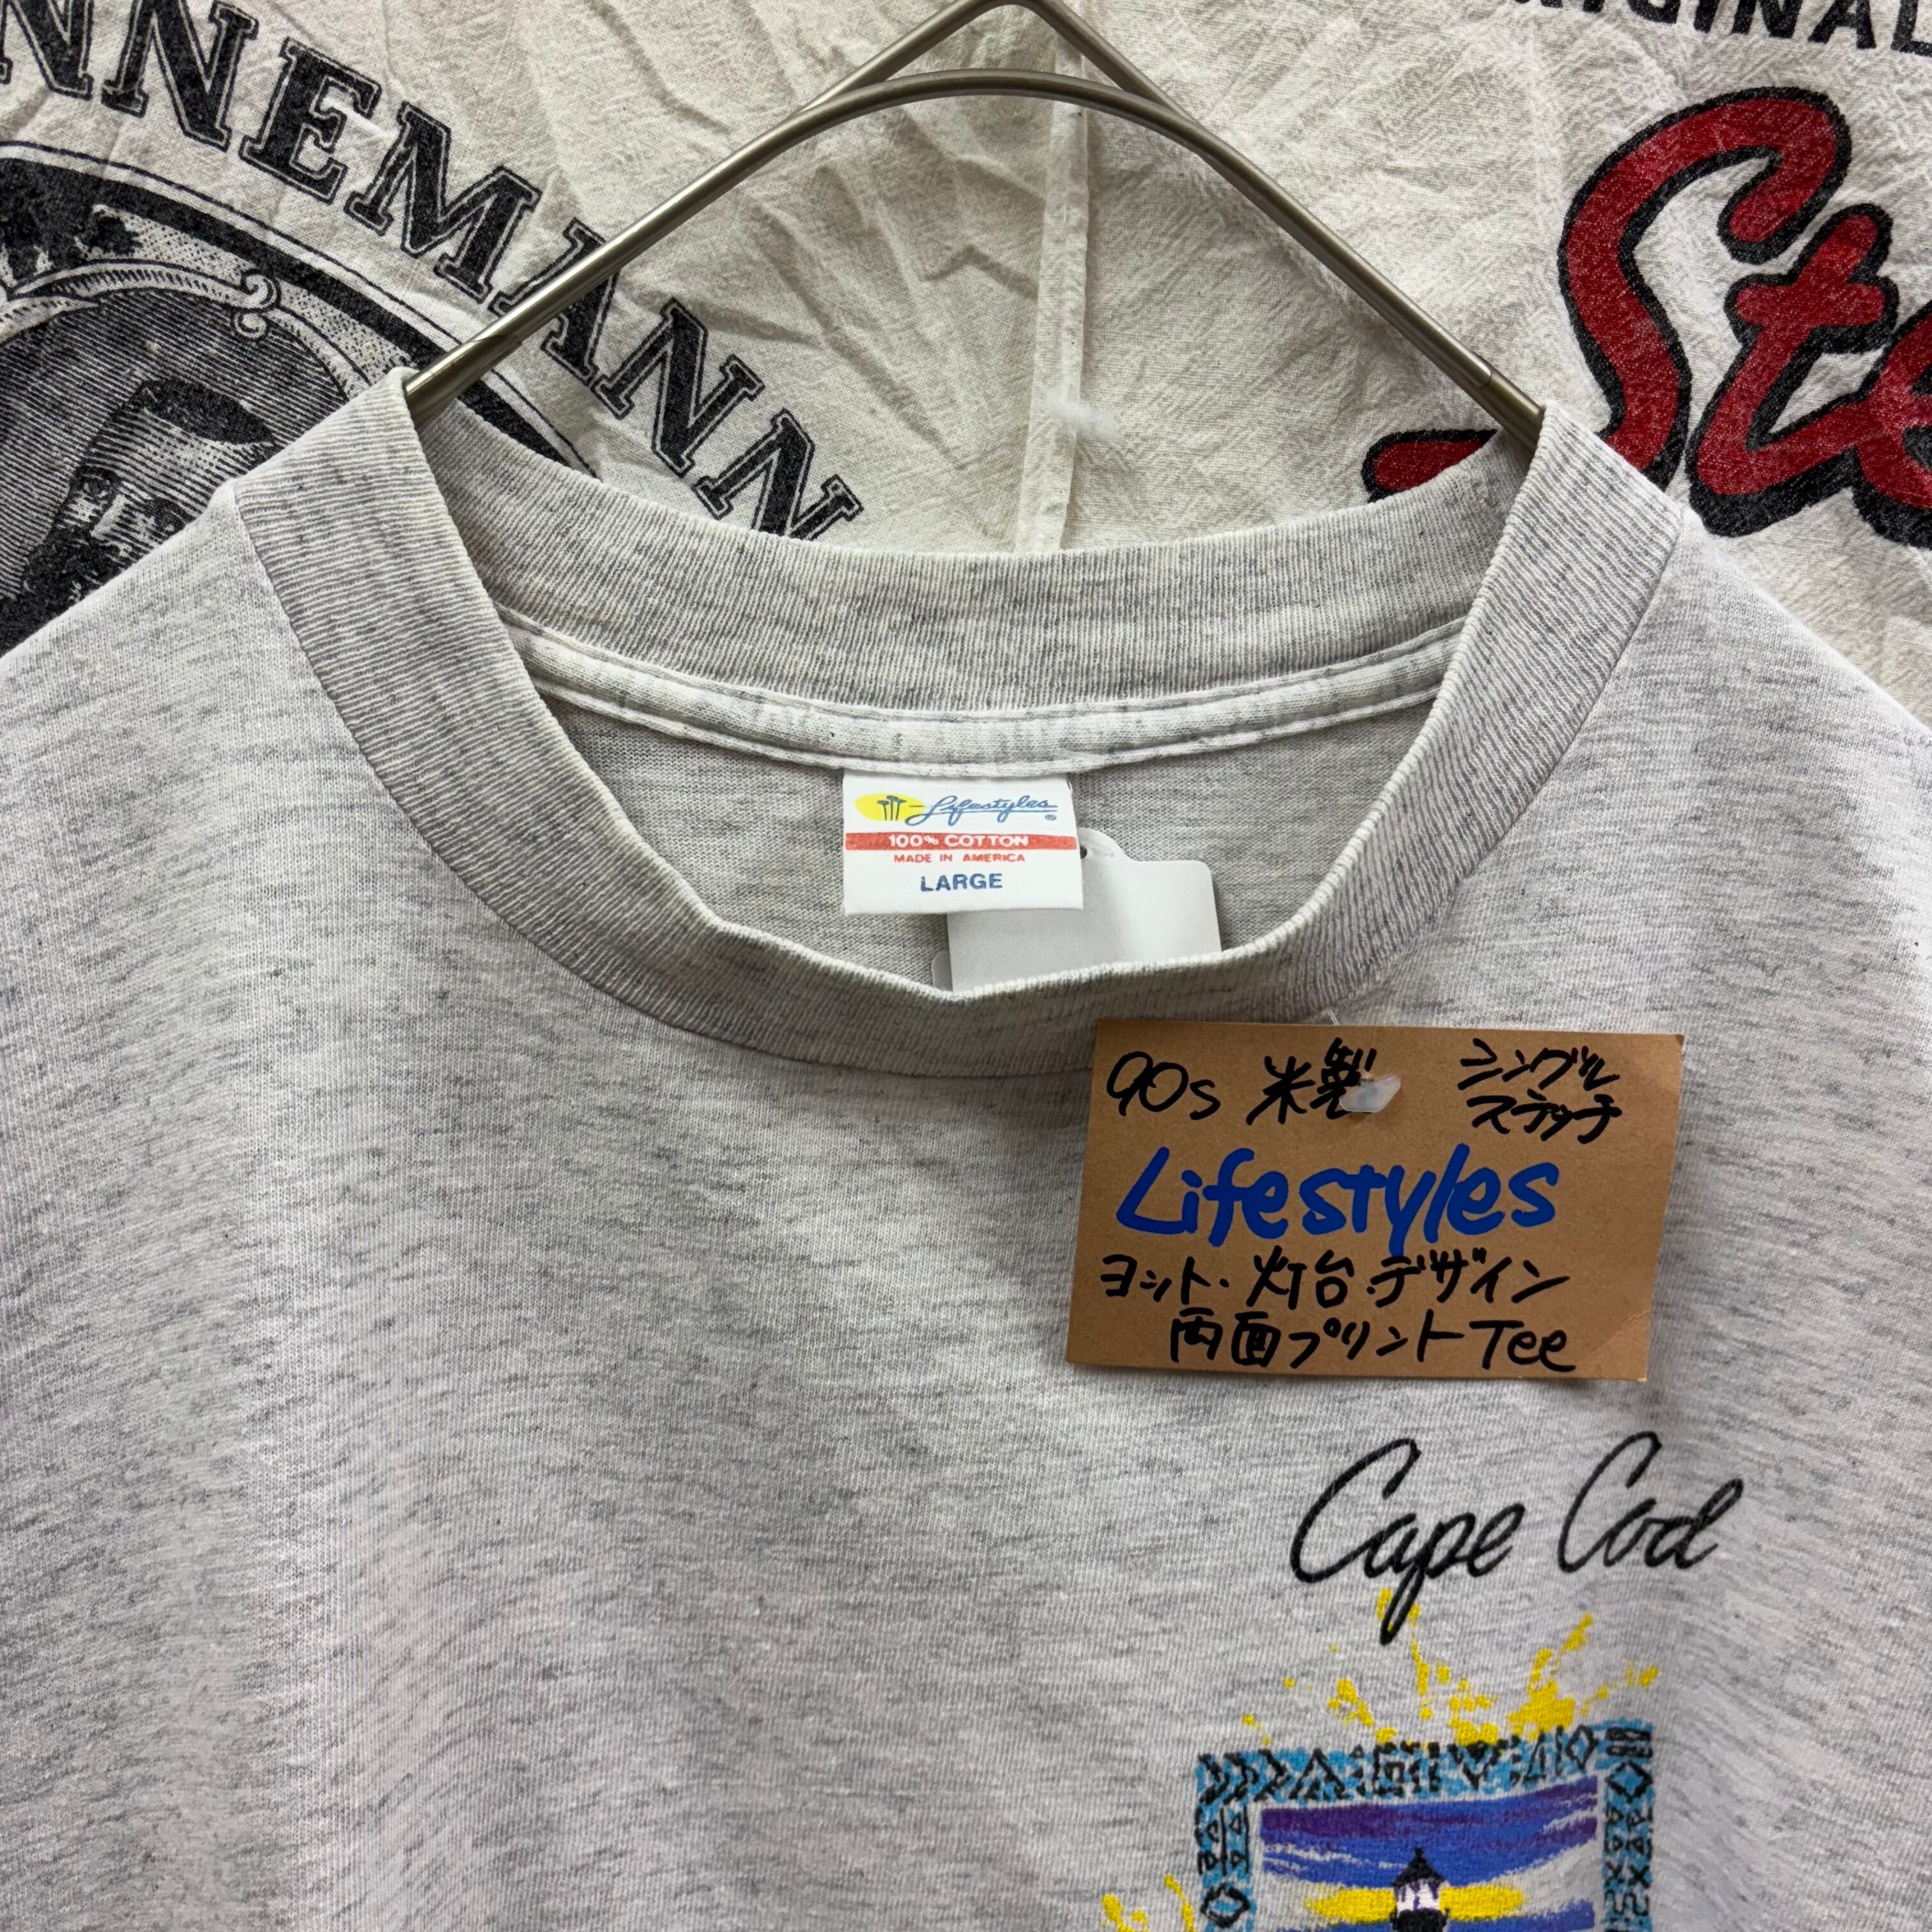 NNEMANN
ORIGINAL
Ste
Lifestyles®
100% COTTON
MADE IN AMERICA
LARGE
90s 米製 シングル
ステッチ
Lifestyles
ヨット・灯台・デザイン
両面プリントTee
Cape Cod